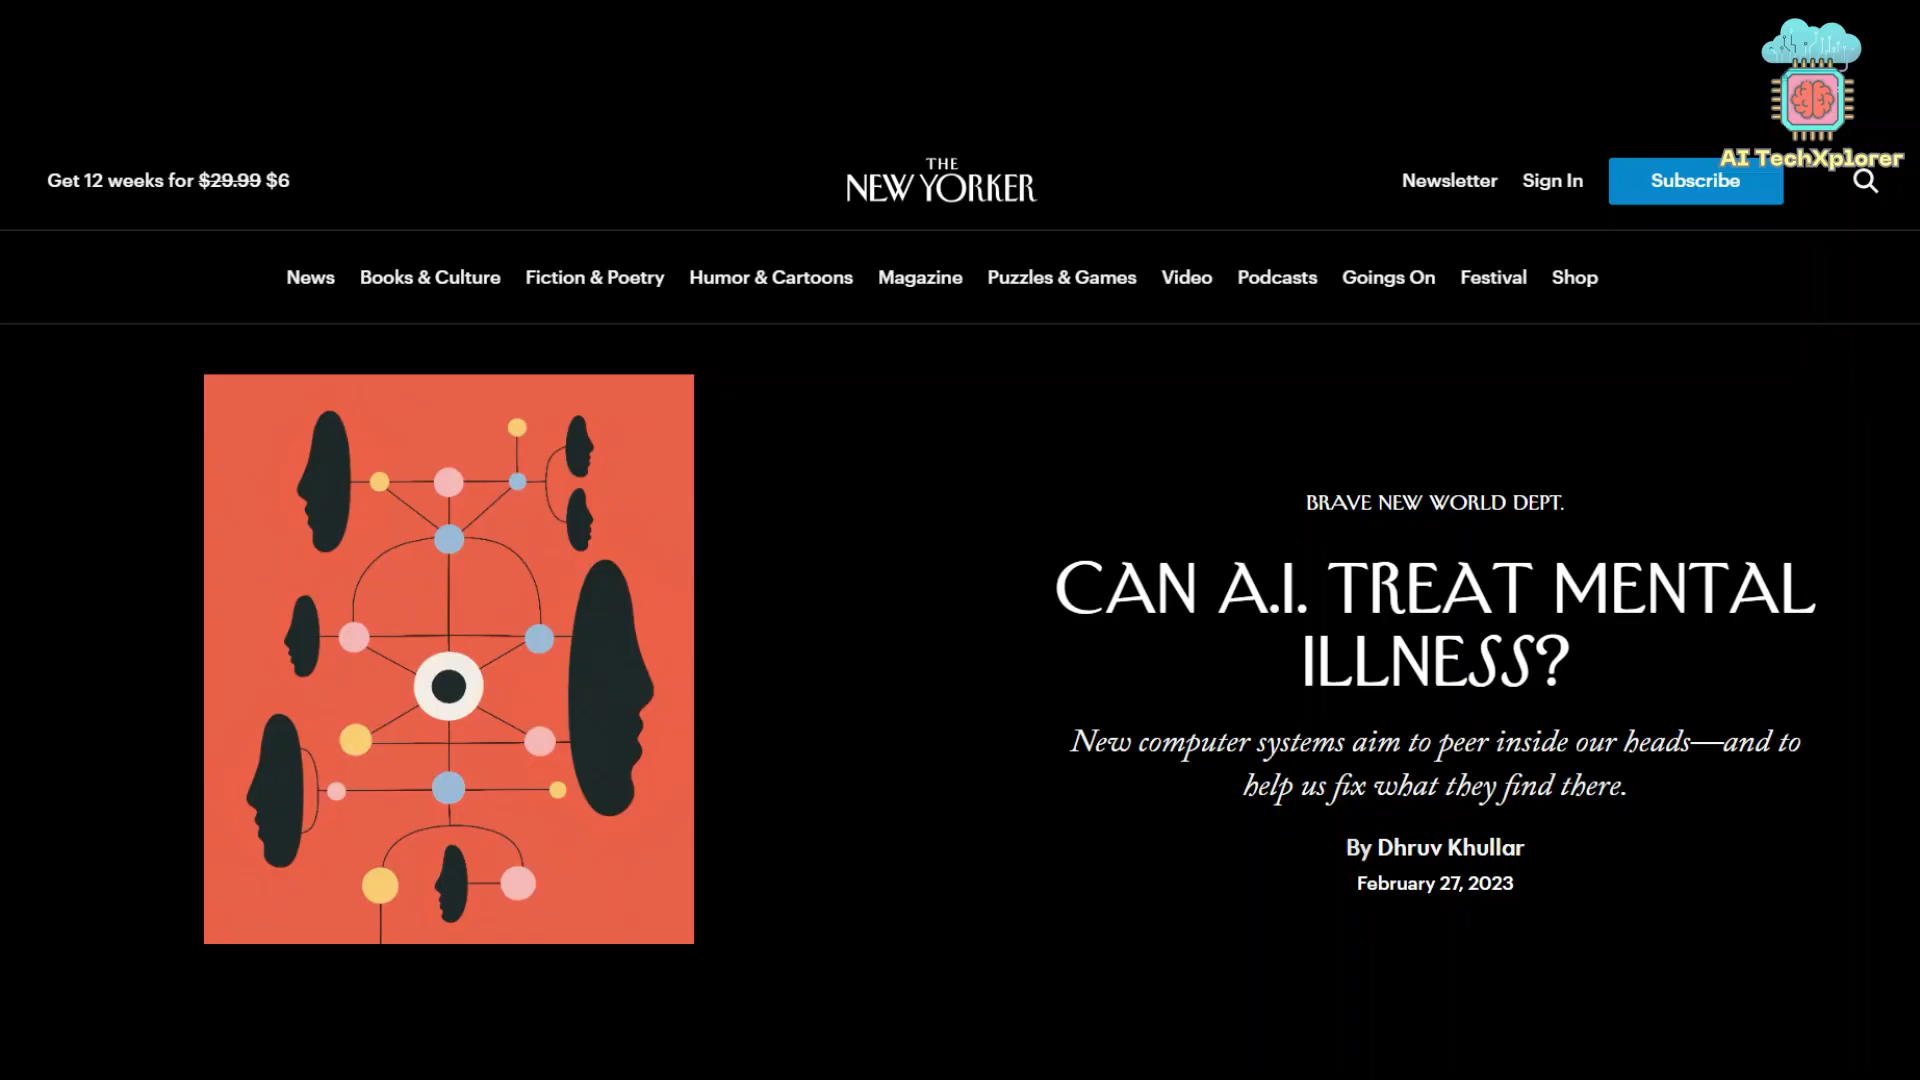 AI TechXplorer
Get 12 weeks for $29.99 $6
THE
NEW YORKER
Newsletter
Sign In
Subscribe
News
Books & Culture
Fiction & Poetry
Humor & Cartoons
Magazine
Puzzles & Games
Video
Podcasts
Goings On
Festival
Shop
BRAVE NEW WORLD DEPT.
CAN A.I. TREAT MENTAL
ILLNESS?
New computer systems aim to peer inside our heads—and to
help us fix what they find there.
By Dhruv Khullar
February 27, 2023